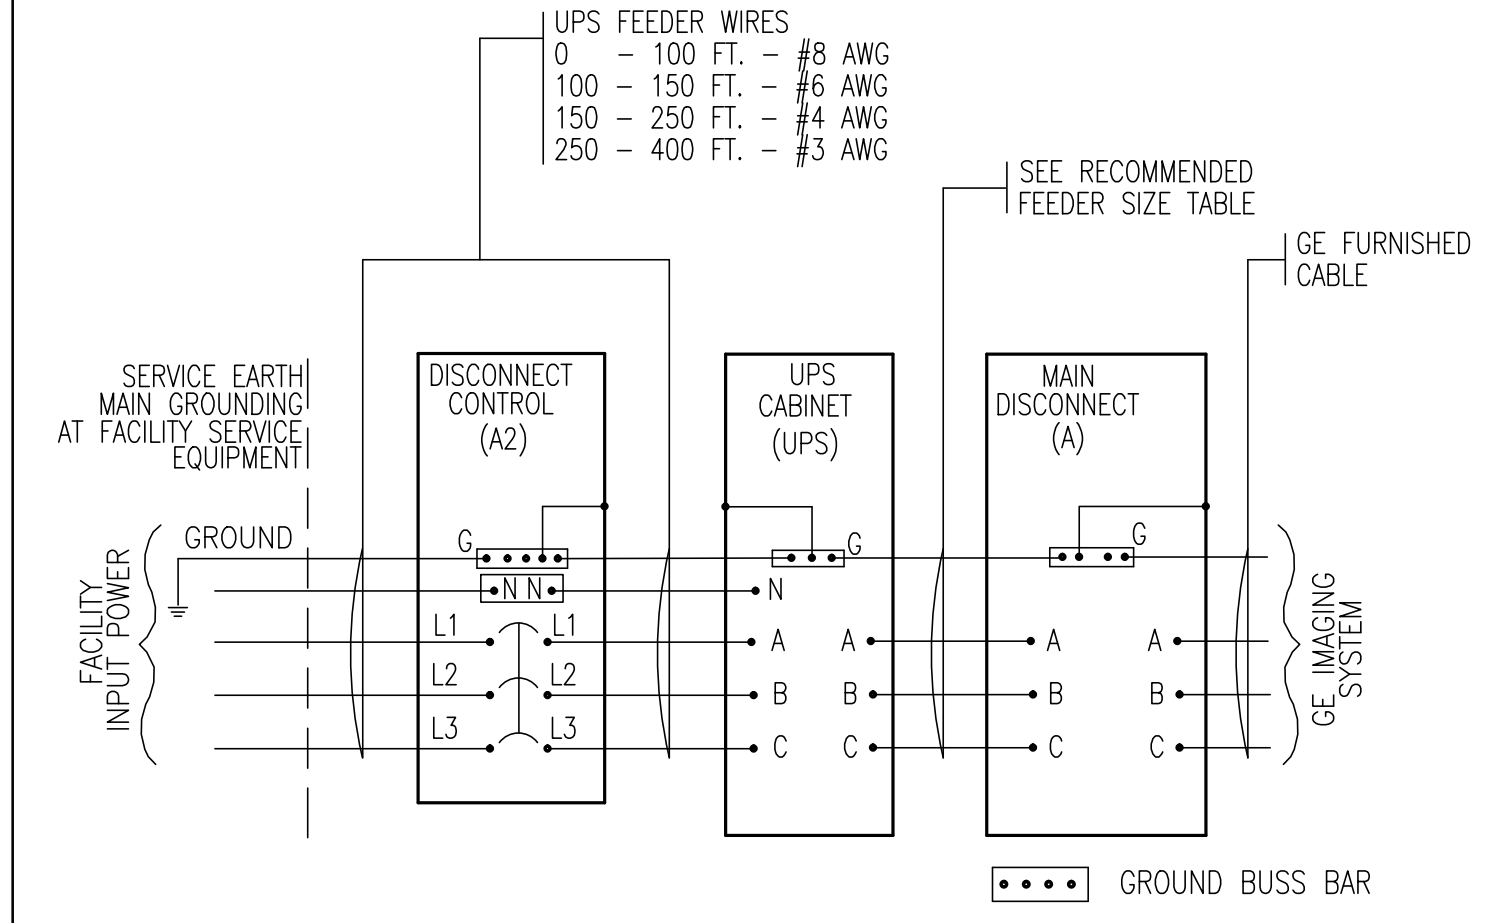 UPS FEEDER WIRES
0 - 100 FT. - #8 AWG
100 - 150 FT. - #6 AWG
150 - 250 FT. - #4 AWG
250 - 400 FT. - #3 AWG
SEE RECOMMENDED
FEEDER SIZE TABLE
GE FURNISHED
CABLE
SERVICE EARTH
MAIN GROUNDING
AT FACILITY SERVICE
EQUIPMENT
DISCONNECT
CONTROL
(A2)
UPS
CABINET
(UPS)
MAIN
DISCONNECT
(A)
FACILITY
INPUT POWER
GROUND
G
N N
L1 L1
L2 L2
L3 L3
G
N
A A
B B
C C
G
A A
B B
C C
GE IMAGING
SYSTEM
GROUND BUSS BAR